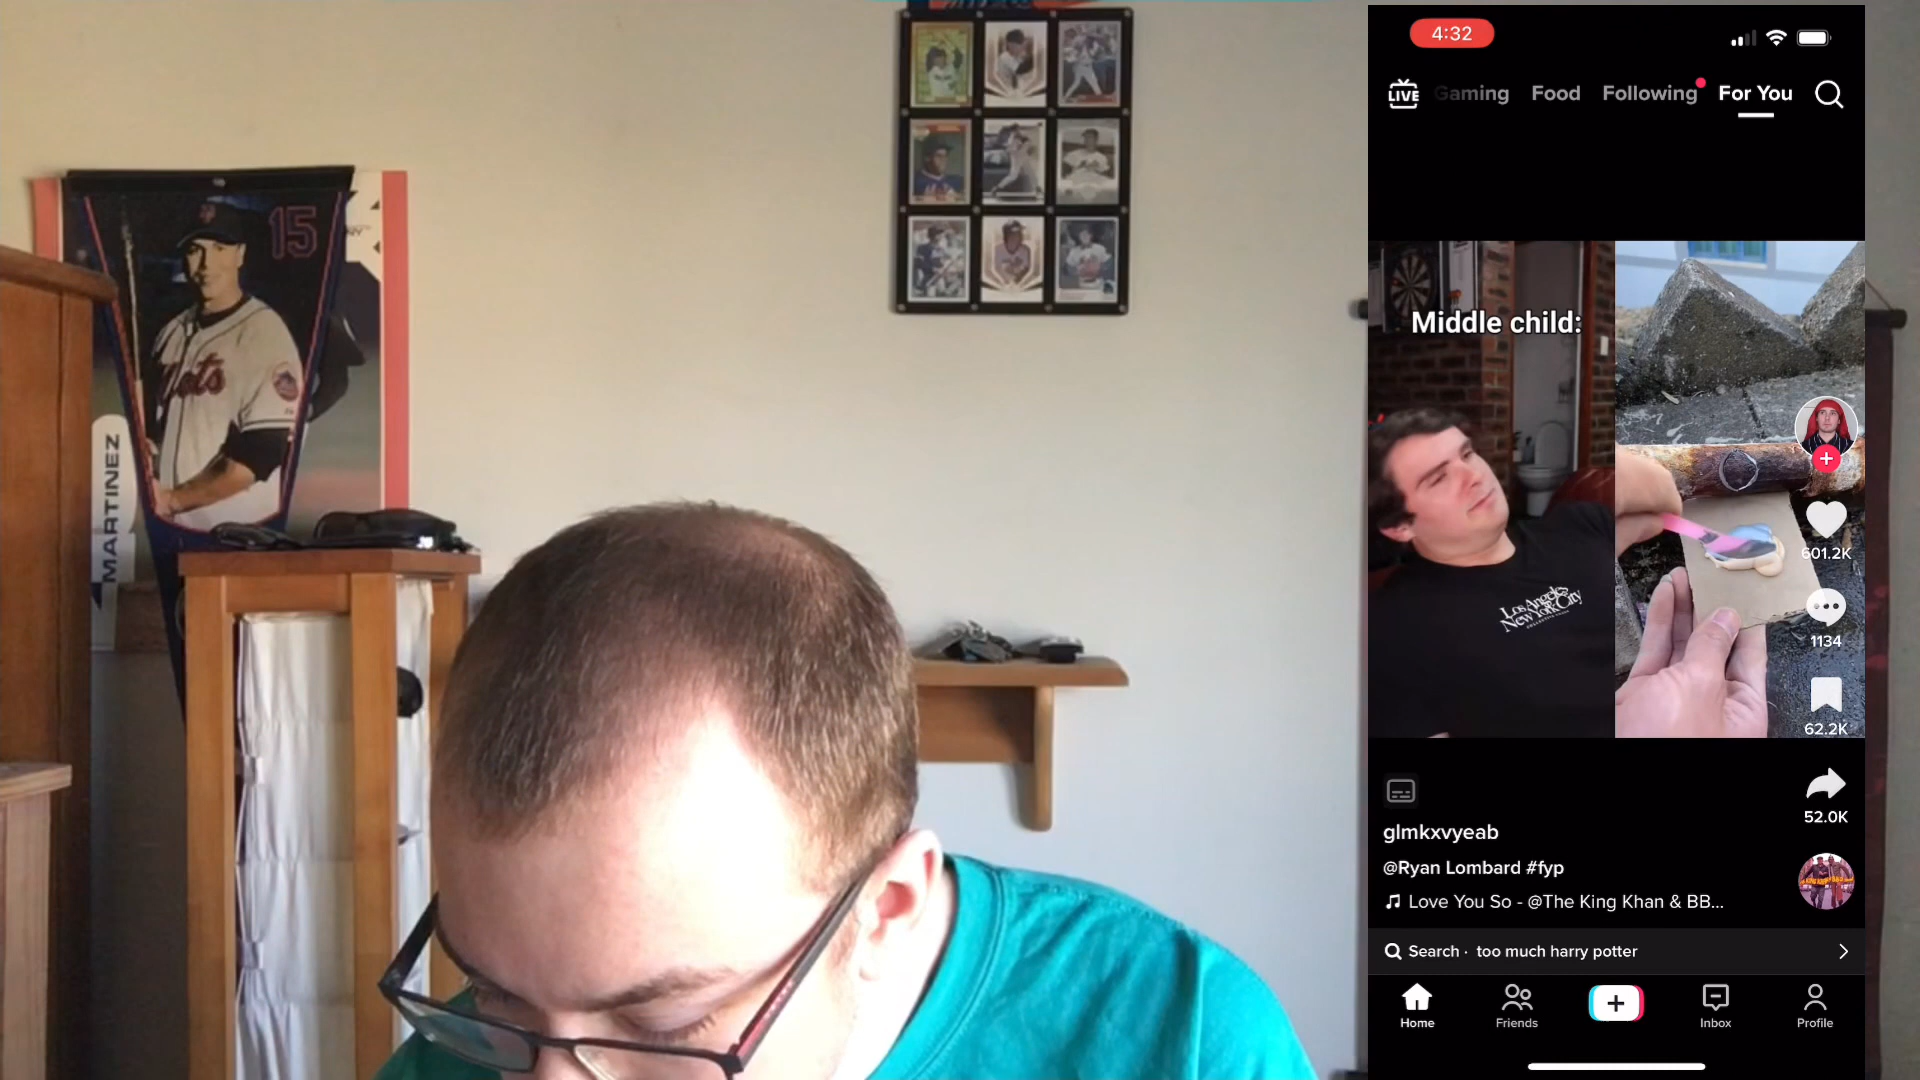 15
Mets
MARTINEZ
4:32
LIVE
Gaming
Food
Following
For You
Middle child:
Los Angeles
New York City
601.2K
1134
62.2K
52.0K
glmkxvyeab
@Ryan Lombard #fyp
Love You So - @The King Khan & BB...
Search · too much harry potter
Home
Friends
Inbox
Profile